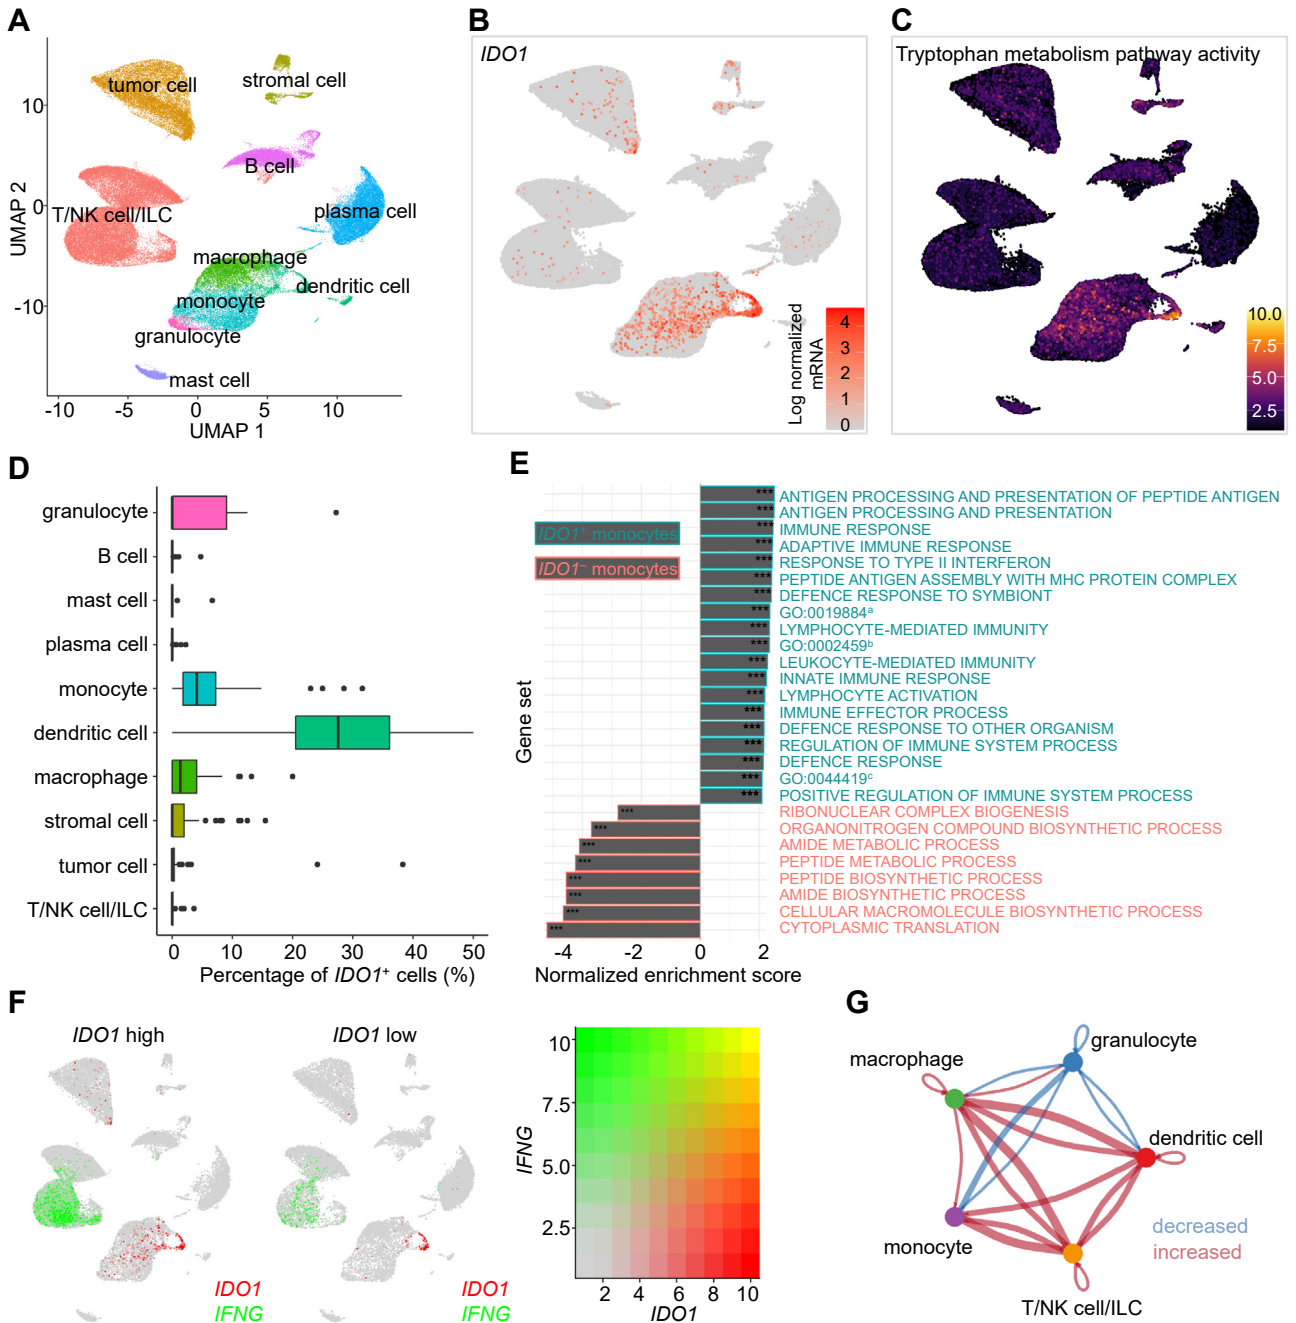 A
tumor cell
stromal cell
B cell
T/NK cell/ILC
plasma cell
macrophage
dendritic cell
monocyte
granulocyte
mast cell
10
0
-10
UMAP 2
-10 -5 0 5 10
UMAP 1
B
IDO1
Log normalized
mRNA
4
3
2
1
0
C
Tryptophan metabolism pathway activity
10.0
7.5
5.0
2.5
D
granulocyte
B cell
mast cell
plasma cell
monocyte
dendritic cell
macrophage
stromal cell
tumor cell
T/NK cell/ILC
0 10 20 30 40 50
Percentage of IDO1⁺ cells (%)
E
IDO1⁺ monocytes
IDO1⁻ monocytes
Gene set
*** ANTIGEN PROCESSING AND PRESENTATION OF PEPTIDE ANTIGEN
*** ANTIGEN PROCESSING AND PRESENTATION
*** IMMUNE RESPONSE
*** ADAPTIVE IMMUNE RESPONSE
*** RESPONSE TO TYPE II INTERFERON
*** PEPTIDE ANTIGEN ASSEMBLY WITH MHC PROTEIN COMPLEX
*** DEFENCE RESPONSE TO SYMBIONT
*** GO:0019884ᵃ
*** LYMPHOCYTE-MEDIATED IMMUNITY
*** GO:0002459ᵇ
*** LEUKOCYTE-MEDIATED IMMUNITY
*** INNATE IMMUNE RESPONSE
*** LYMPHOCYTE ACTIVATION
*** IMMUNE EFFECTOR PROCESS
*** DEFENCE RESPONSE TO OTHER ORGANISM
*** REGULATION OF IMMUNE SYSTEM PROCESS
*** DEFENCE RESPONSE
*** GO:0044419ᶜ
*** POSITIVE REGULATION OF IMMUNE SYSTEM PROCESS
*** RIBONUCLEAR COMPLEX BIOGENESIS
*** ORGANONITROGEN COMPOUND BIOSYNTHETIC PROCESS
*** AMIDE METABOLIC PROCESS
*** PEPTIDE METABOLIC PROCESS
*** PEPTIDE BIOSYNTHETIC PROCESS
*** AMIDE BIOSYNTHETIC PROCESS
*** CELLULAR MACROMOLECULE BIOSYNTHETIC PROCESS
*** CYTOPLASMIC TRANSLATION
-4 -2 0 2
Normalized enrichment score
F
IDO1 high
IDO1
IFNG
IDO1 low
IDO1
IFNG
10
7.5
5.0
2.5
IFNG
2 4 6 8 10
IDO1
G
granulocyte
macrophage
dendritic cell
monocyte
T/NK cell/ILC
decreased
increased